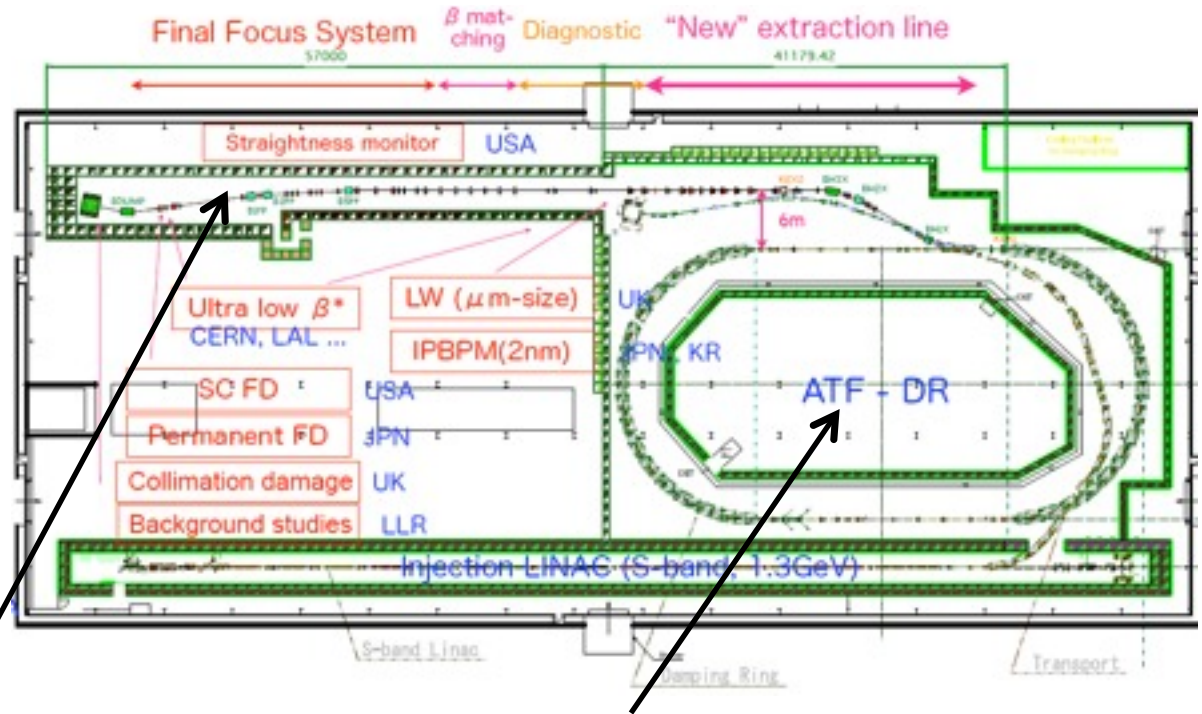 Final Focus System
β mat-
ching
Diagnostic
“New” extraction line
57000
41179.42
Straightness monitor
USA
6m
Ultra low β*
CERN, LAL ...
LW (μm-size)
UK
IPBPM(2nm)
JPN, KR
SC FD
USA
Permanent FD
JPN
ATF - DR
Collimation damage
UK
Background studies
LLR
Injection LINAC (S-band, 1.3GeV)
S-band Linac
Damping Ring
Transport